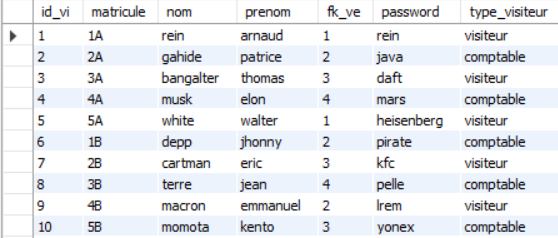 id_vi matricule nom prenom fk_ve password type_visiteur
1 1A rein arnaud 1 rein visiteur
2 2A gahide patrice 2 java comptable
3 3A bangalter thomas 3 daft visiteur
4 4A musk elon 4 mars comptable
5 5A white walter 1 heisenberg visiteur
6 1B depp jhonny 2 pirate comptable
7 2B cartman eric 3 kfc visiteur
8 3B terre jean 4 pelle comptable
9 4B macron emmanuel 2 lrem visiteur
10 5B momota kento 3 yonex comptable